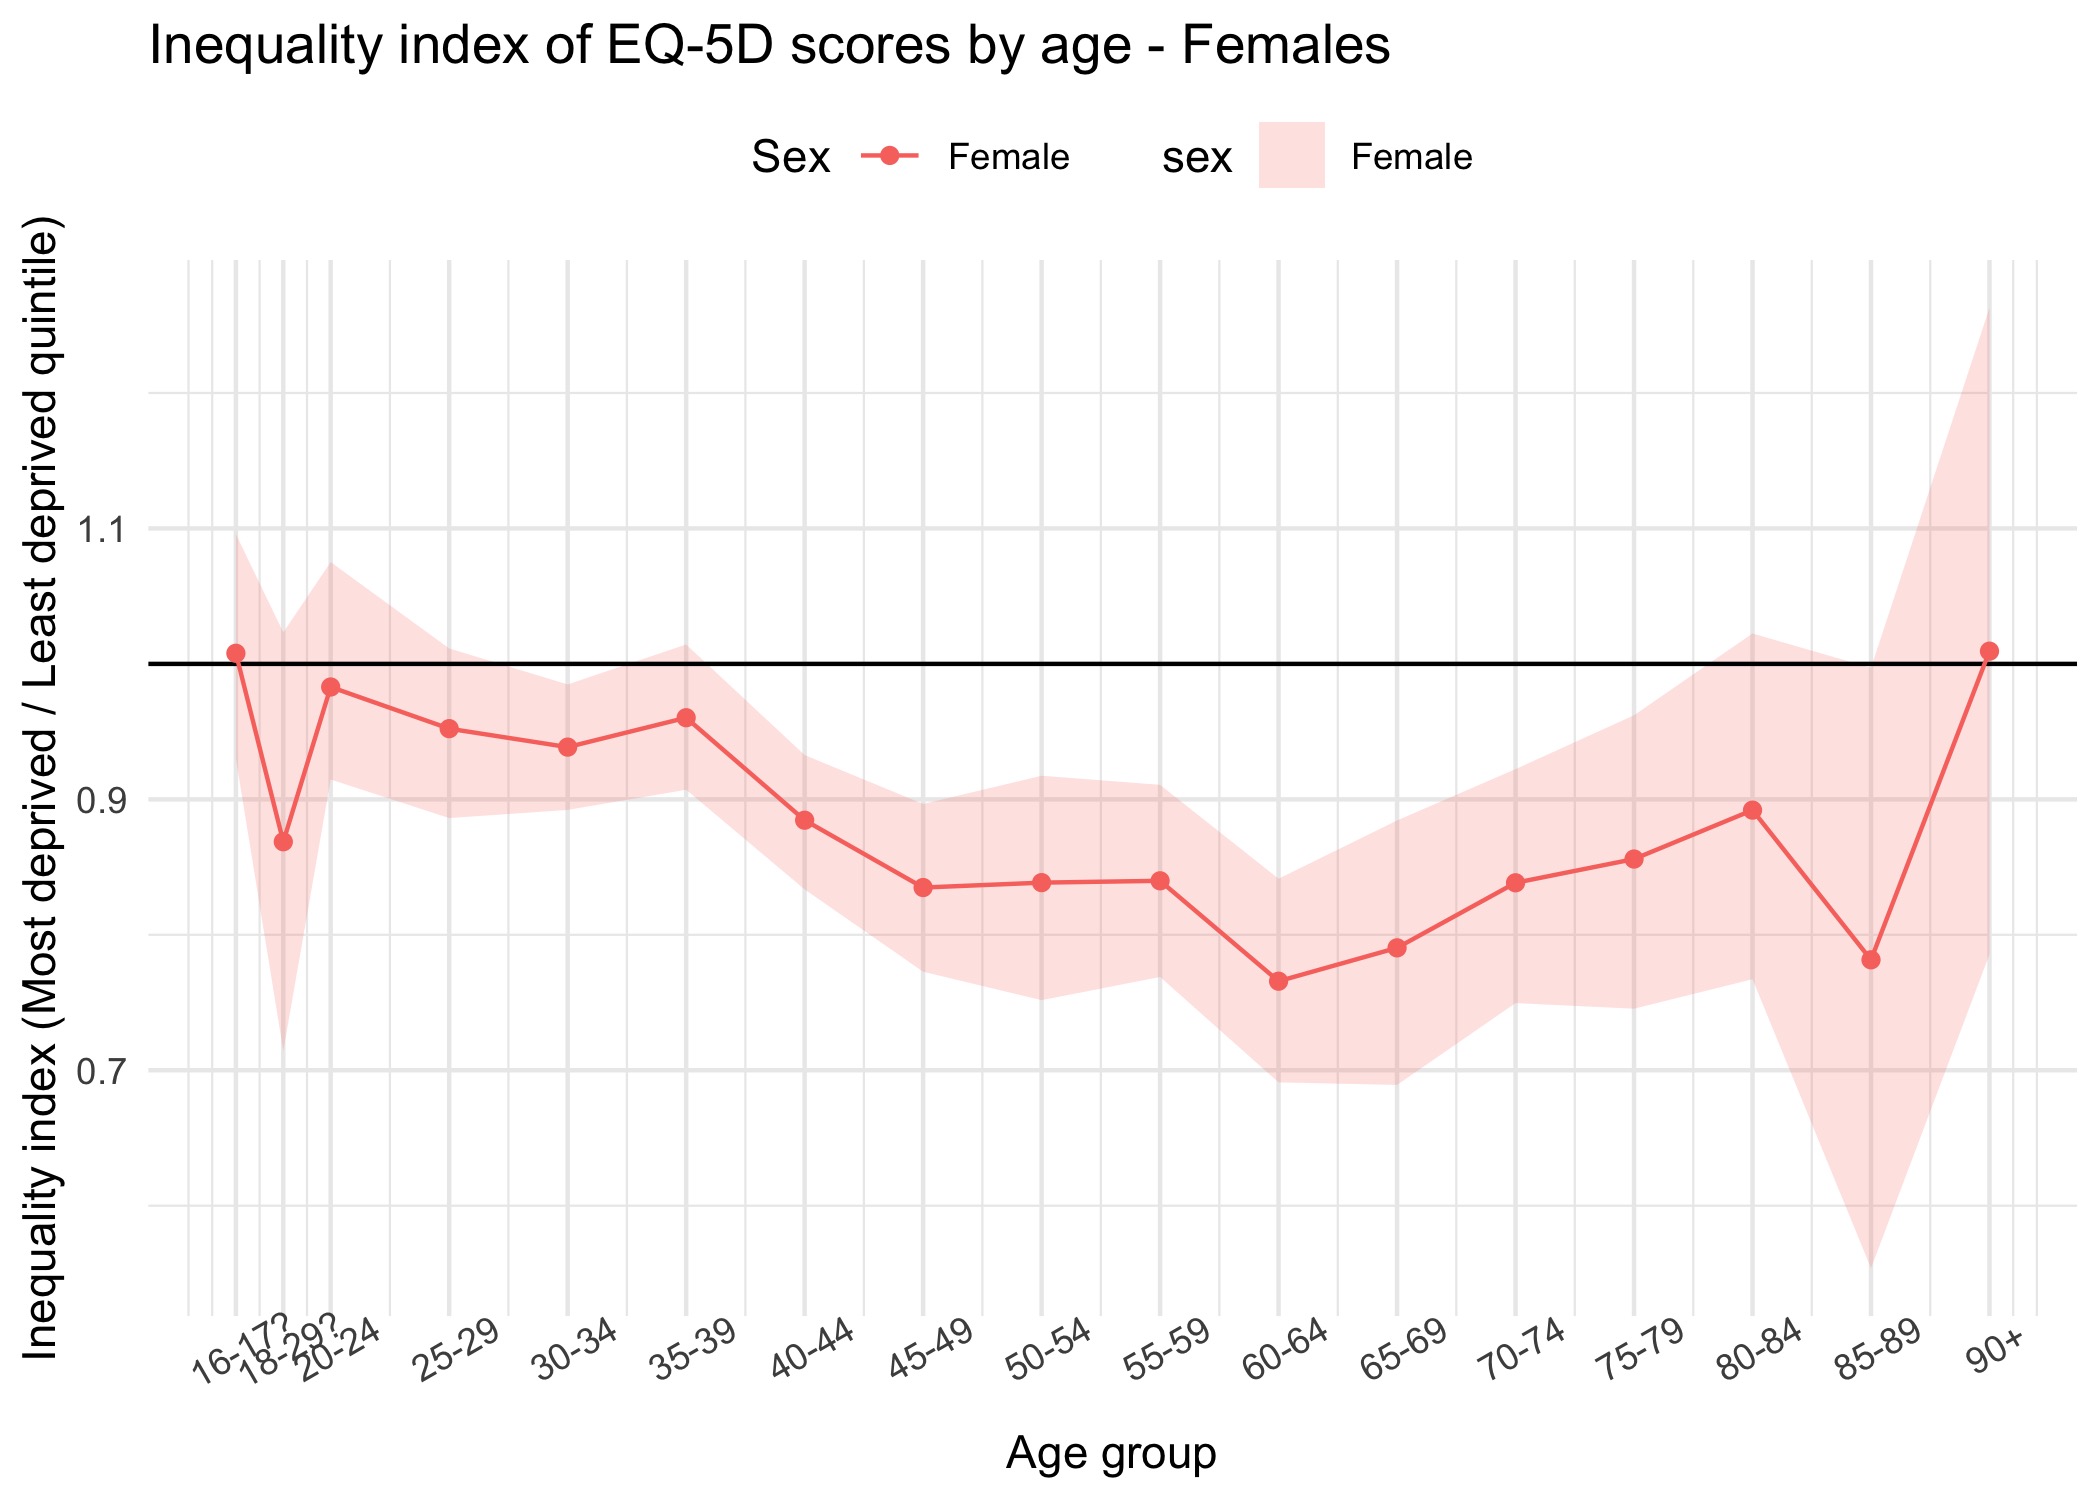 Inequality index of EQ-5D scores by age - Females
Sex Female sex Female
Inequality index (Most deprived / Least deprived quintile)
1.1
0.9
0.7
16-17? 18-29? 20-24 25-29 30-34 35-39 40-44 45-49 50-54 55-59 60-64 65-69 70-74 75-79 80-84 85-89 90+
Age group